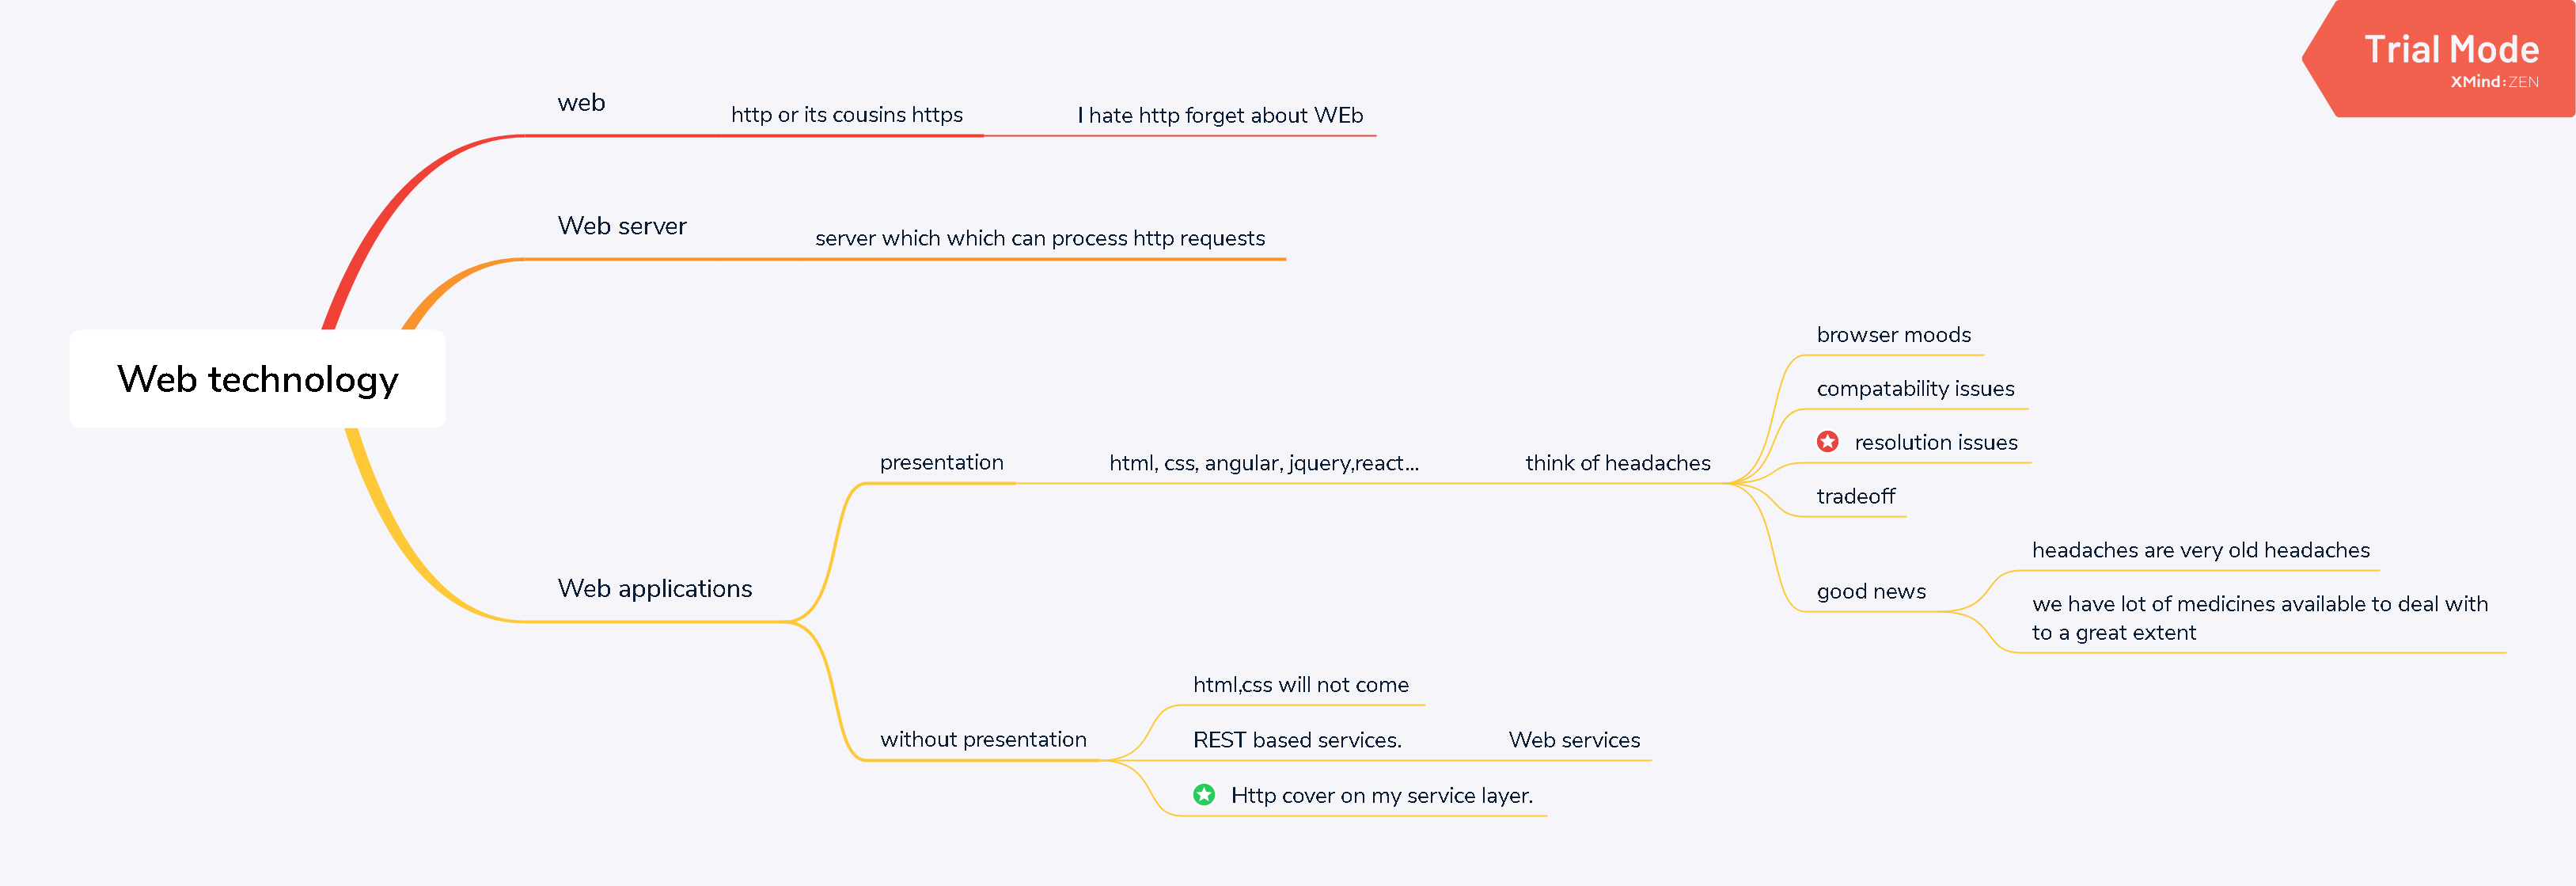 Trial Mode
XMind:ZEN
web
http or its cousins https
I hate http forget about WEb
Web server
server which which can process http requests
Web technology
Web applications
presentation
html, css, angular, jquery,react...
think of headaches
browser moods
compatability issues
resolution issues
tradeoff
good news
headaches are very old headaches
we have lot of medicines available to deal with
to a great extent
without presentation
html,css will not come
REST based services.
Web services
Http cover on my service layer.